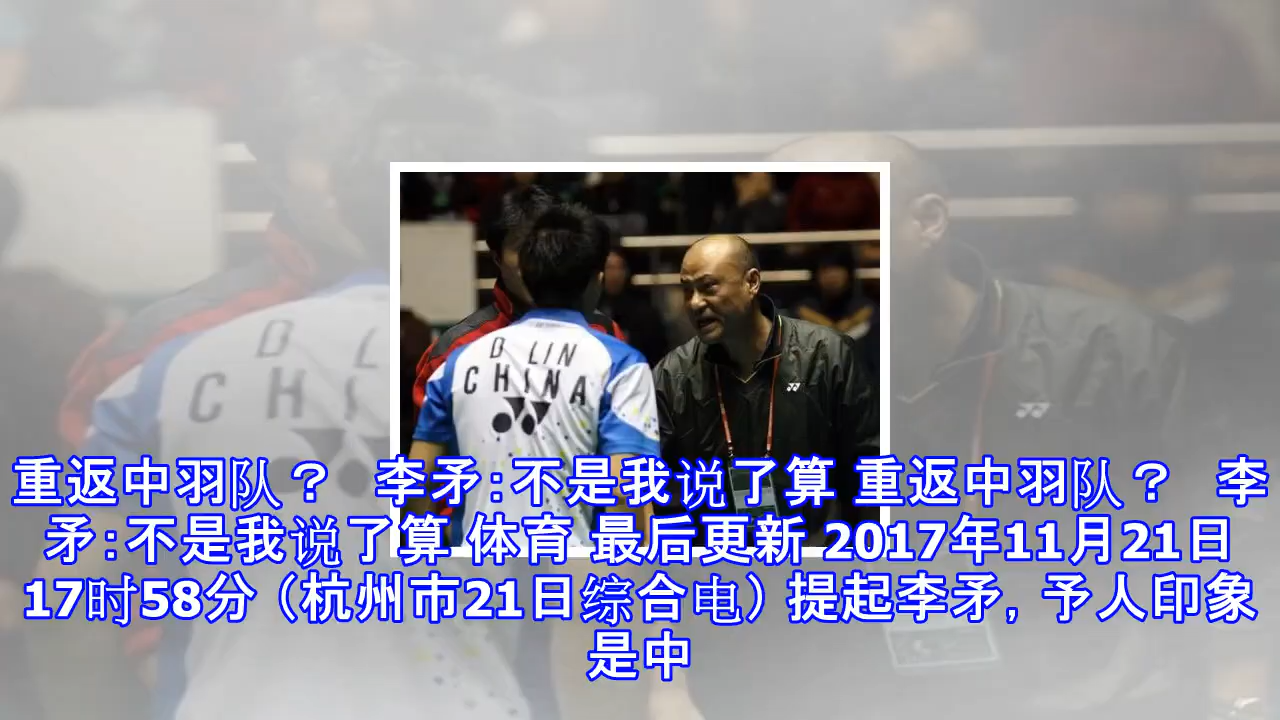 D LIN
CHINA
重返中羽队? 李矛:不是我说了算 重返中羽队? 李
矛:不是我说了算 体育 最后更新 2017年11月21日
17时58分 (杭州市21日综合电) 提起李矛, 予人印象
是中